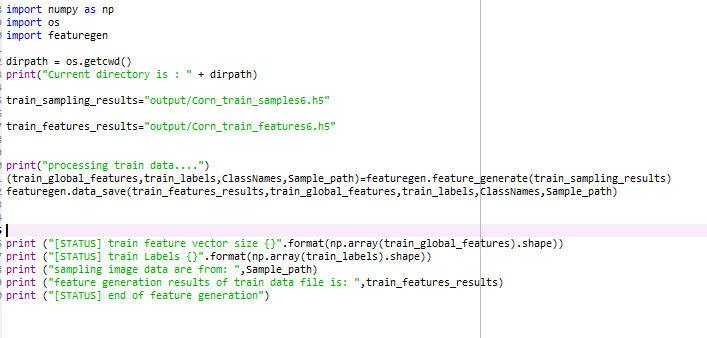 import numpy as np
import os
import featuregen
dirpath = os.getcwd()
print("Current directory is : " + dirpath)
train_sampling_results="output/Corn_train_samples6.h5"
train_features_results="output/Corn_train_features6.h5"
print("processing train data....")
(train_global_features,train_labels,ClassNames,Sample_path)=featuregen.feature_generate(train_sampling_results)
featuregen.data_save(train_features_results,train_global_features,train_labels,ClassNames,Sample_path)
print ("[STATUS] train feature vector size {}".format(np.array(train_global_features).shape))
print ("[STATUS] train Labels {}".format(np.array(train_labels).shape))
print ("sampling image data are from: ",Sample_path)
print ("feature generation results of train data file is: ",train_features_results)
print ("[STATUS] end of feature generation")